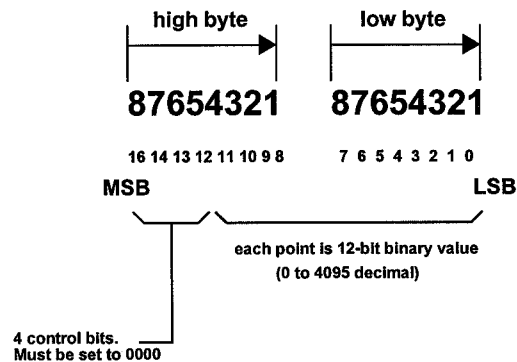 high byte low byte
87654321 87654321
16 14 13 12 11 10 9 8 7 6 5 4 3 2 1 0
MSB LSB
each point is 12-bit binary value
(0 to 4095 decimal)
4 control bits.
Must be set to 0000